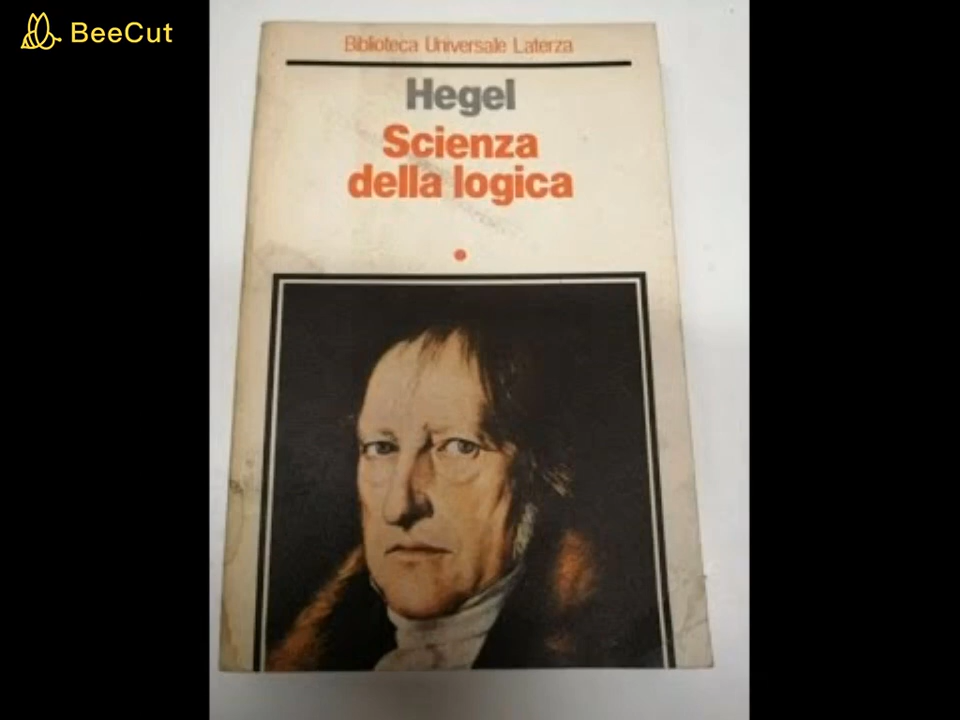 BeeCut
Biblioteca Universale Laterza
Hegel
Scienza
della logica